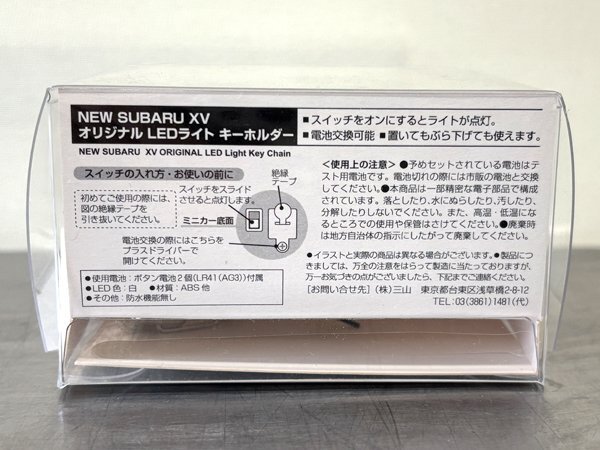 NEW SUBARU XV
オリジナル LEDライト キーホルダー
NEW SUBARU XV ORIGINAL LED Light Key Chain
■スイッチをオンにするとライトが点灯。
■電池交換可能 ■置いてもぶら下げても使えます。
スイッチの入れ方・お使いの前に
初めてご使用の際には、
図の絶縁テープを
引き抜いてください。
スイッチをスライド
させると点灯します。
絶縁
テープ
ミニカー底面
電池交換の際にはこちらを
プラスドライバーで
開けてください。
●使用電池:ボタン電池2個(LR41(AG3))付属
●LED色:白 ●材質:ABS 他
●その他:防水機能無し
<使用上の注意> ●予めセットされている電池はテ
スト用電池です。電池切れの際には市販の電池と交換
してください。●本商品は一部精密な電子部品で構成
されています。落としたり、水にぬらしたり、汚したり、
分解したりしないでください。また、高温・低温にな
るところでの使用や保管はさけてください。●廃棄時
は地方自治体の指示にしたがって廃棄してください。
●イラストと実際の商品は異なる場合がございます。●製品につ
きましては、万全の注意をはらって製造に当たっておりますが、
万一お気づきの点がございましたら、下記までご連絡ください。
[お問い合せ先] (株)三山 東京都台東区浅草橋2-8-12
TEL:03(3861)1481(代)